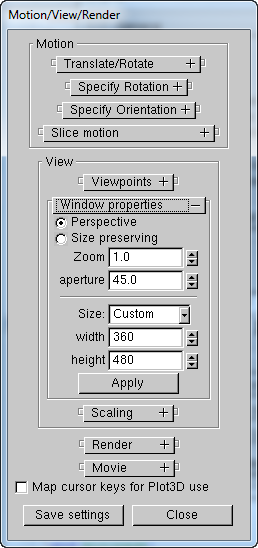 Motion/View/Render
Motion
Translate/Rotate +
Specify Rotation +
Specify Orientation +
Slice motion +
View
Viewpoints +
Window properties —
Perspective
Size preserving
Zoom 1.0
aperture 45.0
Size: Custom
width 360
height 480
Apply
Scaling +
Render +
Movie +
Map cursor keys for Plot3D use
Save settings Close